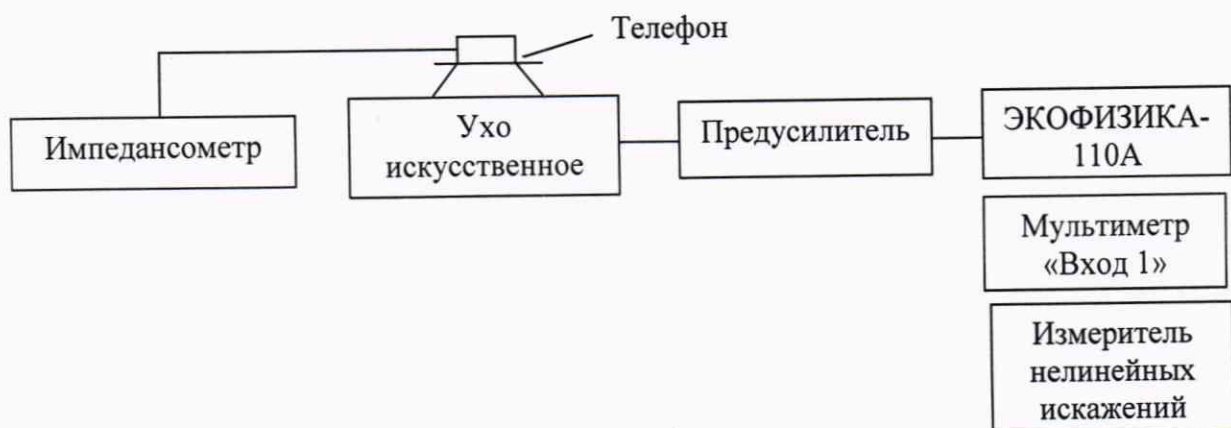 Телефон
Импедансометр
Ухо
искусственное
Предусилитель
ЭКОФИЗИКА-
110А
Мультиметр
«Вход 1»
Измеритель
нелинейных
искажений